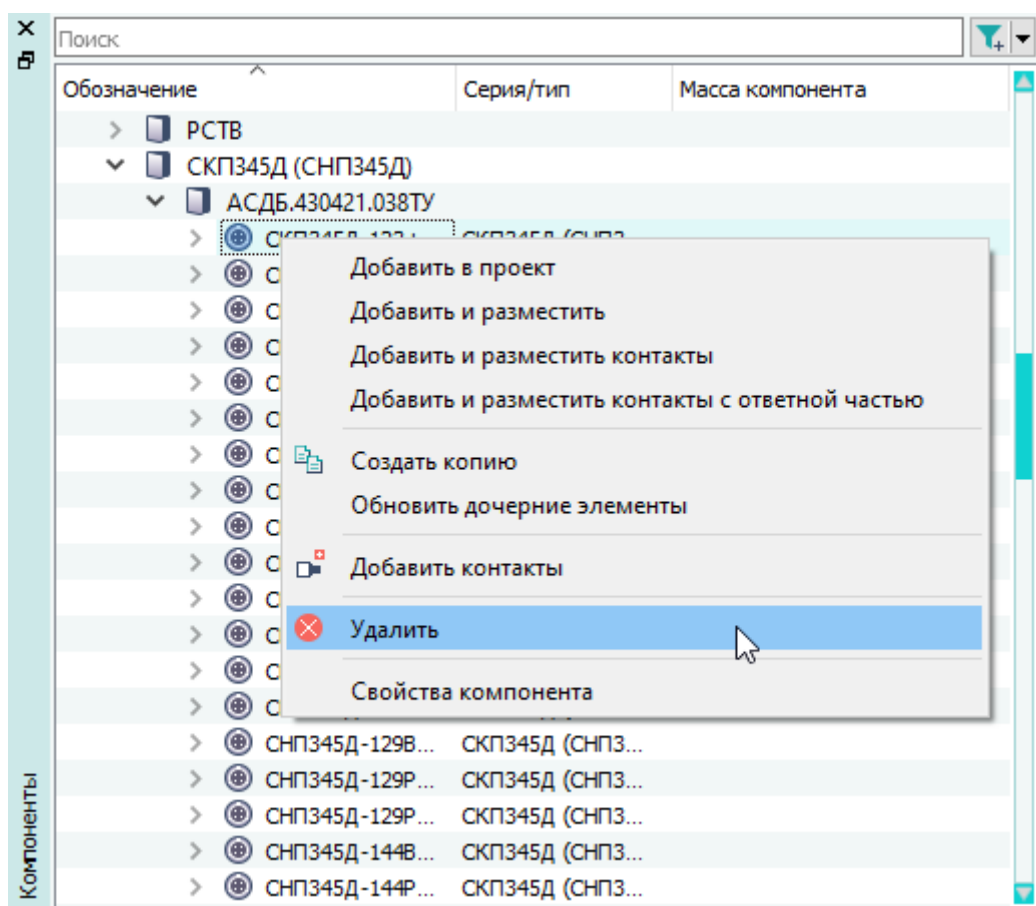 Поиск
Обозначение Серия/тип Масса компонента
РСТВ
СКП345Д (СНП345Д)
АСДБ.430421.038ТУ
Добавить в проект
Добавить и разместить
Добавить и разместить контакты
Добавить и разместить контакты с ответной частью
Создать копию
Обновить дочерние элементы
Добавить контакты
Удалить
Свойства компонента
СНП345Д-129В... СКП345Д (СНП3...
СНП345Д-129Р... СКП345Д (СНП3...
СНП345Д-129Р... СКП345Д (СНП3...
СНП345Д-144В... СКП345Д (СНП3...
СНП345Д-144Р... СКП345Д (СНП3...
Компоненты